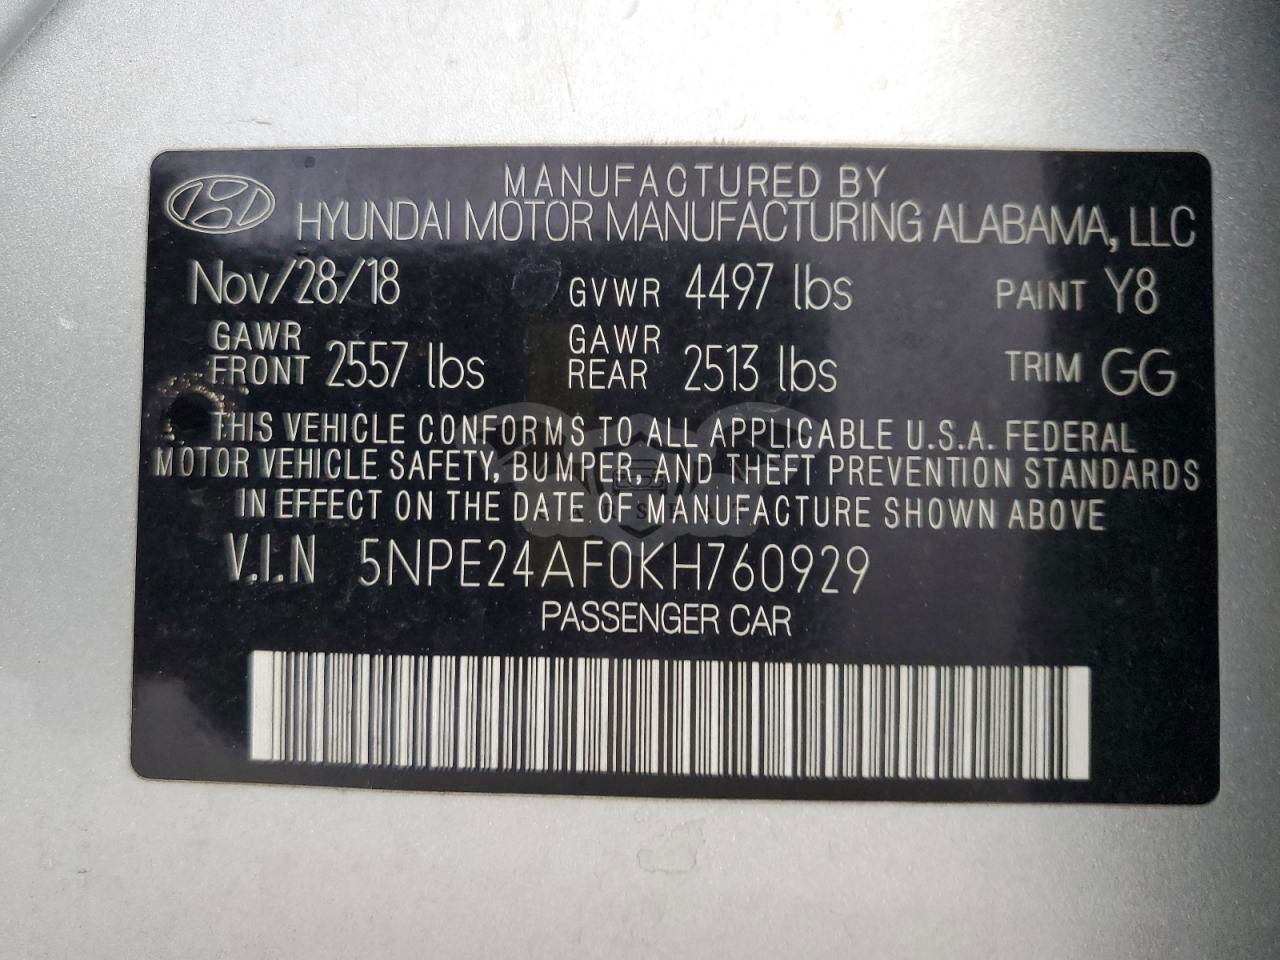 MANUFACTURED BY
HYUNDAI MOTOR MANUFACTURING ALABAMA, LLC
Nov/28/18 GVWR 4497 lbs PAINT Y8
GAWR FRONT 2557 lbs GAWR REAR 2513 lbs TRIM GG
THIS VEHICLE CONFORMS TO ALL APPLICABLE U.S.A. FEDERAL
MOTOR VEHICLE SAFETY, BUMPER, AND THEFT PREVENTION STANDARDS
IN EFFECT ON THE DATE OF MANUFACTURE SHOWN ABOVE
V.I.N 5NPE24AF0KH760929
PASSENGER CAR